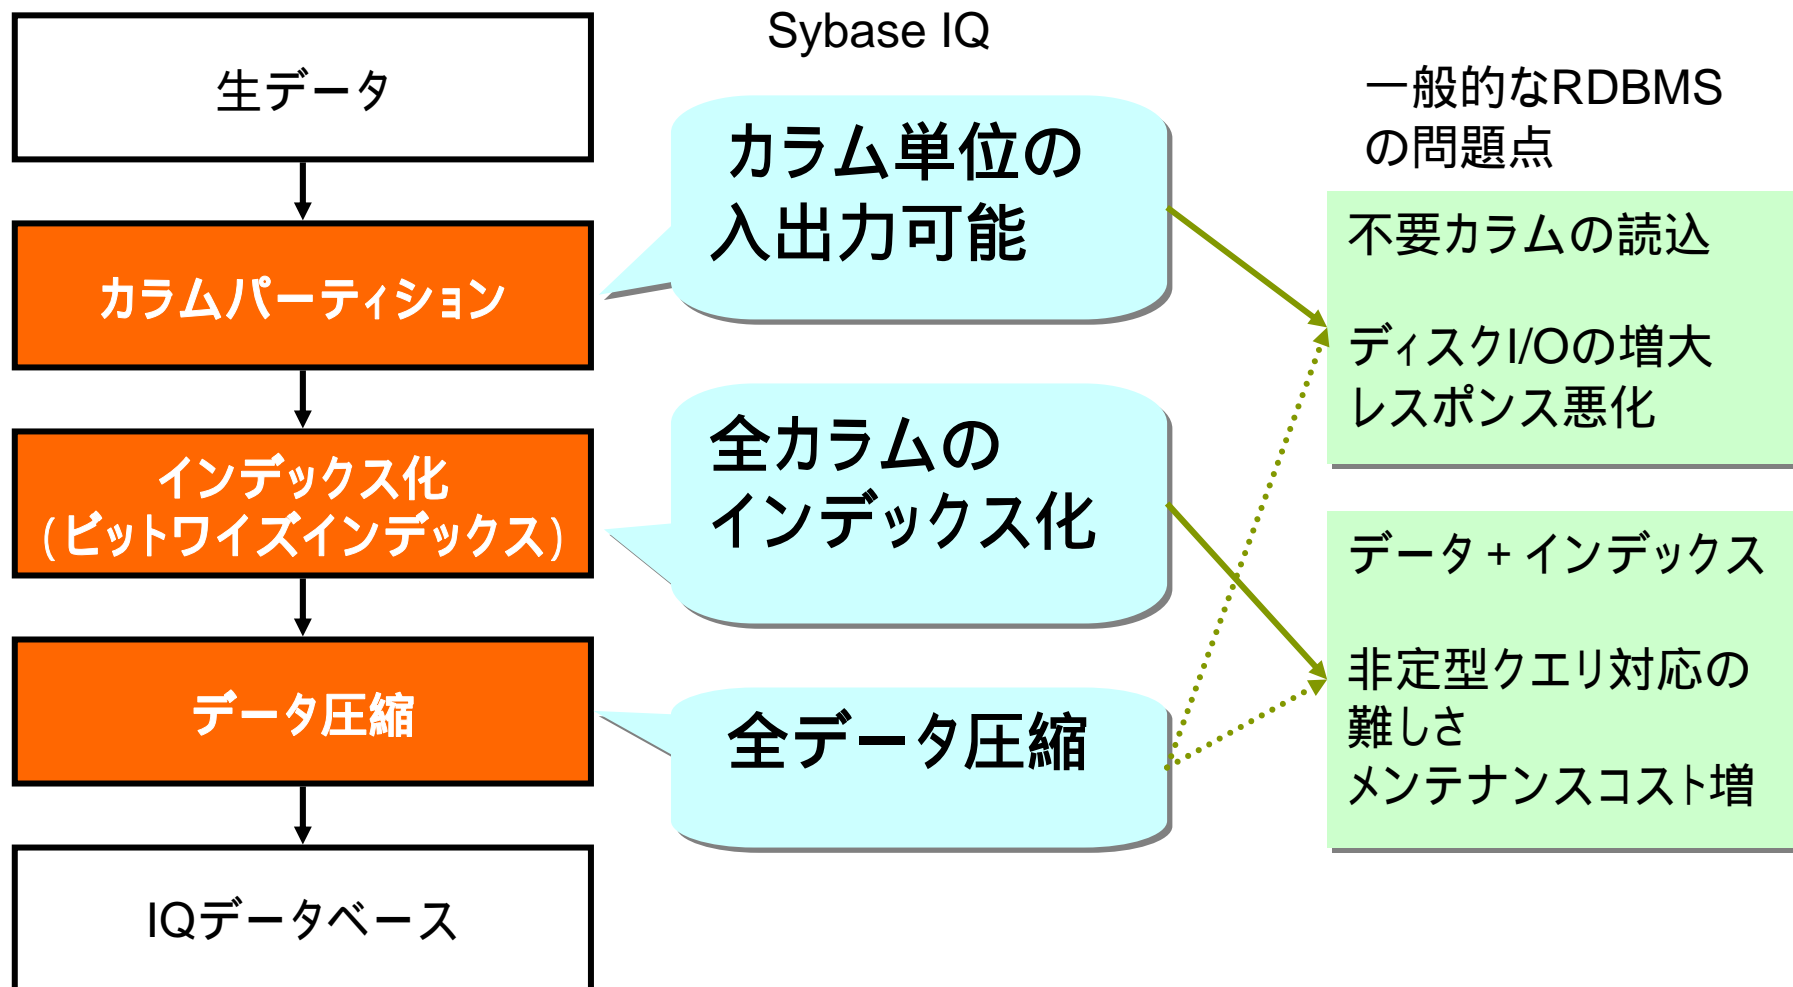 Sybase IQ
生データ
カラムパーティション
インデックス化
(ビットワイズインデックス)
データ圧縮
IQデータベース
カラム単位の
入出力可能
全カラムの
インデックス化
全データ圧縮
一般的なRDBMS
の問題点
不要カラムの読込
ディスクI/Oの増大
レスポンス悪化
データ+インデックス
非定型クエリ対応の
難しさ
メンテナンスコスト増